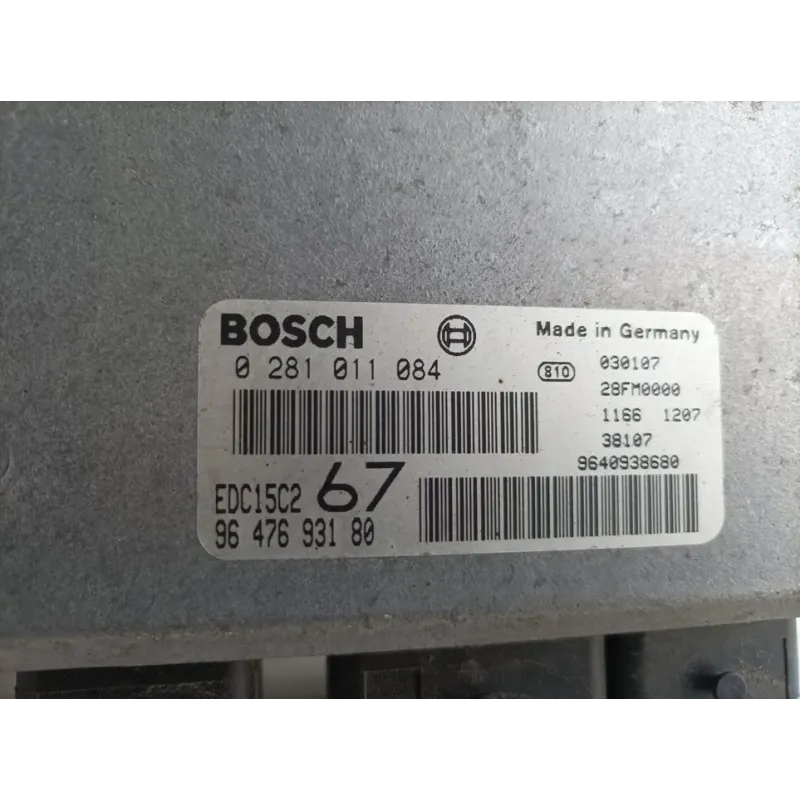 BOSCH
Made in Germany
0 281 011 084
810
030107
28FM0000
1166 1207
38107
9640938680
EDC15C2 67
96 476 931 80